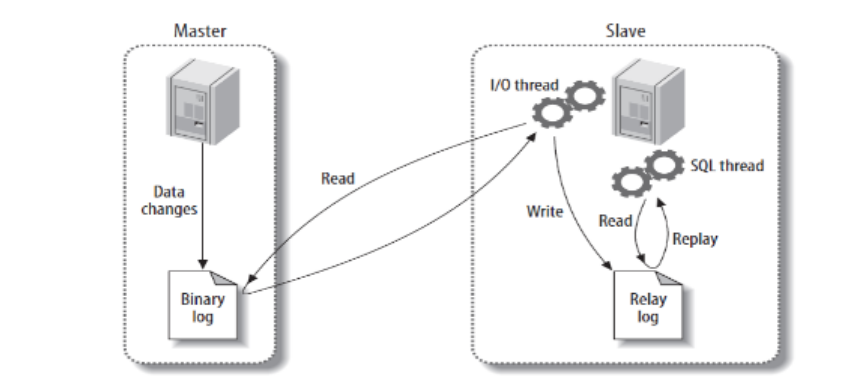 Master
Slave
I/O thread
SQL thread
Read
Data
changes
Write
Read
Replay
Binary
log
Relay
log